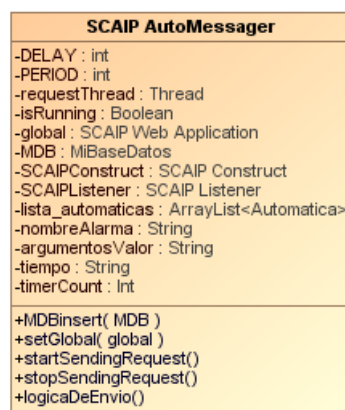 SCAIP AutoMessager
-DELAY : int
-PERIOD : int
-requestThread : Thread
-isRunning : Boolean
-global : SCAIP Web Application
-MDB : MiBaseDatos
-SCAIPConstruct : SCAIP Construct
-SCAIPListener : SCAIP Listener
-lista_automaticas : ArrayList<Automatica>
-nombreAlarma : String
-argumentosValor : String
-tiempo : String
-timerCount : Int
+MDBinsert( MDB )
+setGlobal( global )
+startSendingRequest()
+stopSendingRequest()
+logicaDeEnvio()